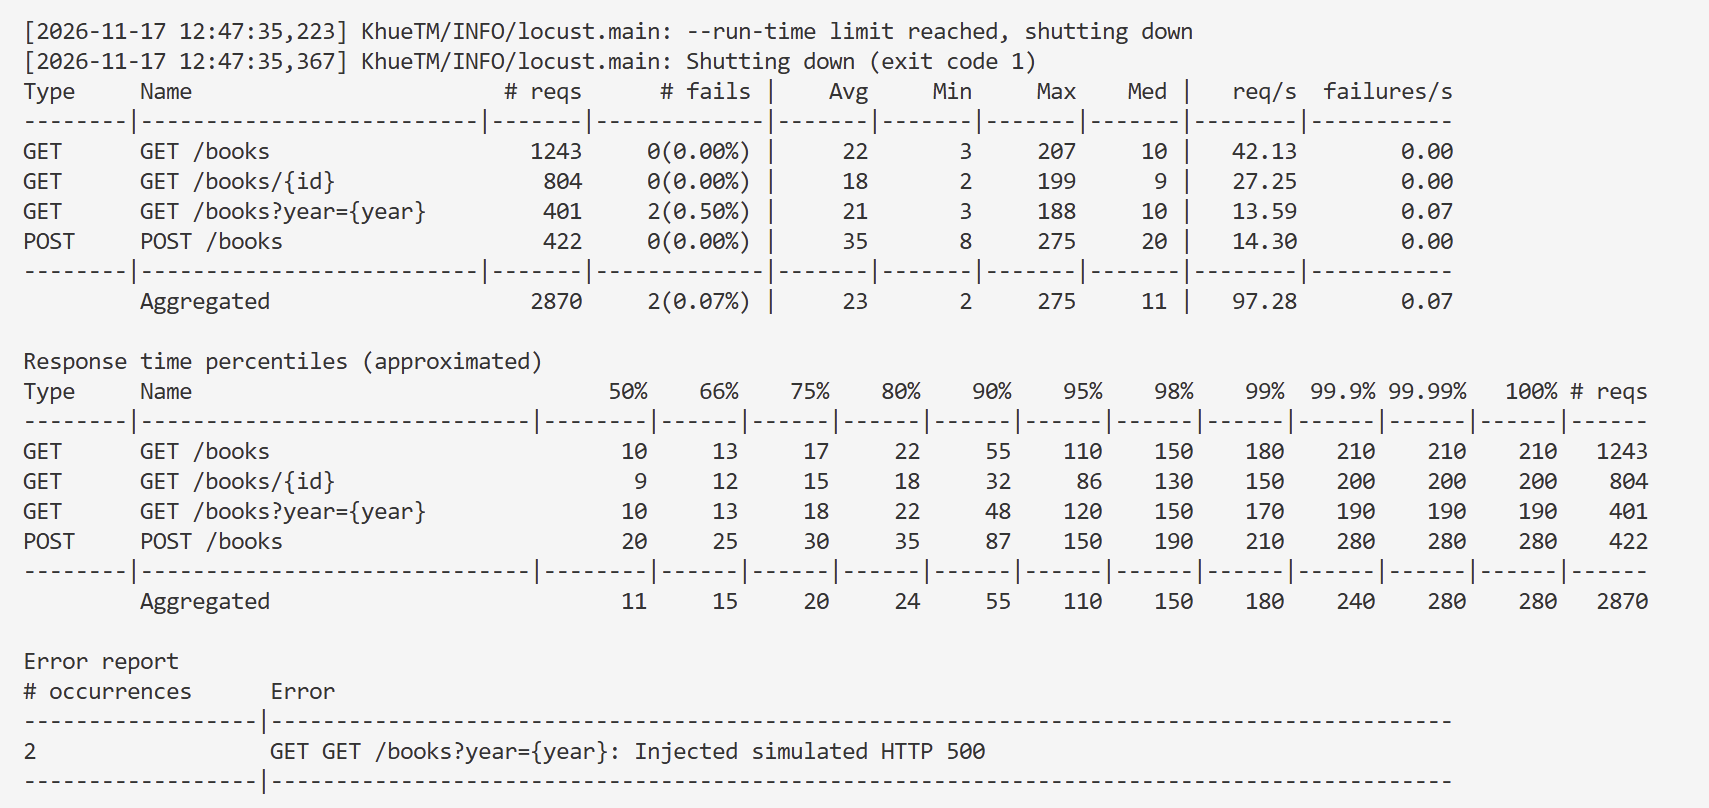 [2026-11-17 12:47:35,223] KhueTM/INFO/locust.main: --run-time limit reached, shutting down
[2026-11-17 12:47:35,367] KhueTM/INFO/locust.main: Shutting down (exit code 1)
Type     Name                        # reqs      # fails |    Avg     Min     Max    Med |   req/s  failures/s
--------|--------------------------|-------|-------------|-------|-------|-------|-------|--------|-----------
GET      GET /books                    1243     0(0.00%) |     22       3     207     10 |   42.13        0.00
GET      GET /books/{id}                804     0(0.00%) |     18       2     199      9 |   27.25        0.00
GET      GET /books?year={year}         401     2(0.50%) |     21       3     188     10 |   13.59        0.07
POST     POST /books                    422     0(0.00%) |     35       8     275     20 |   14.30        0.00
--------|--------------------------|-------|-------------|-------|-------|-------|-------|--------|-----------
         Aggregated                    2870     2(0.07%) |     23       2     275     11 |   97.28        0.07

Response time percentiles (approximated)
Type     Name                                50%    66%    75%    80%    90%    95%    98%    99%  99.9% 99.99%   100% # reqs
--------|------------------------------|--------|------|------|------|------|------|------|------|------|------|------|------
GET      GET /books                           10     13     17     22     55    110    150    180    210    210    210   1243
GET      GET /books/{id}                       9     12     15     18     32     86    130    150    200    200    200    804
GET      GET /books?year={year}               10     13     18     22     48    120    150    170    190    190    190    401
POST     POST /books                          20     25     30     35     87    150    190    210    280    280    280    422
--------|------------------------------|--------|------|------|------|------|------|------|------|------|------|------|------
         Aggregated                           11     15     20     24     55    110    150    180    240    280    280   2870

Error report
# occurrences      Error
------------------|-------------------------------------------------------------------------------------------
2                  GET GET /books?year={year}: Injected simulated HTTP 500
------------------|-------------------------------------------------------------------------------------------